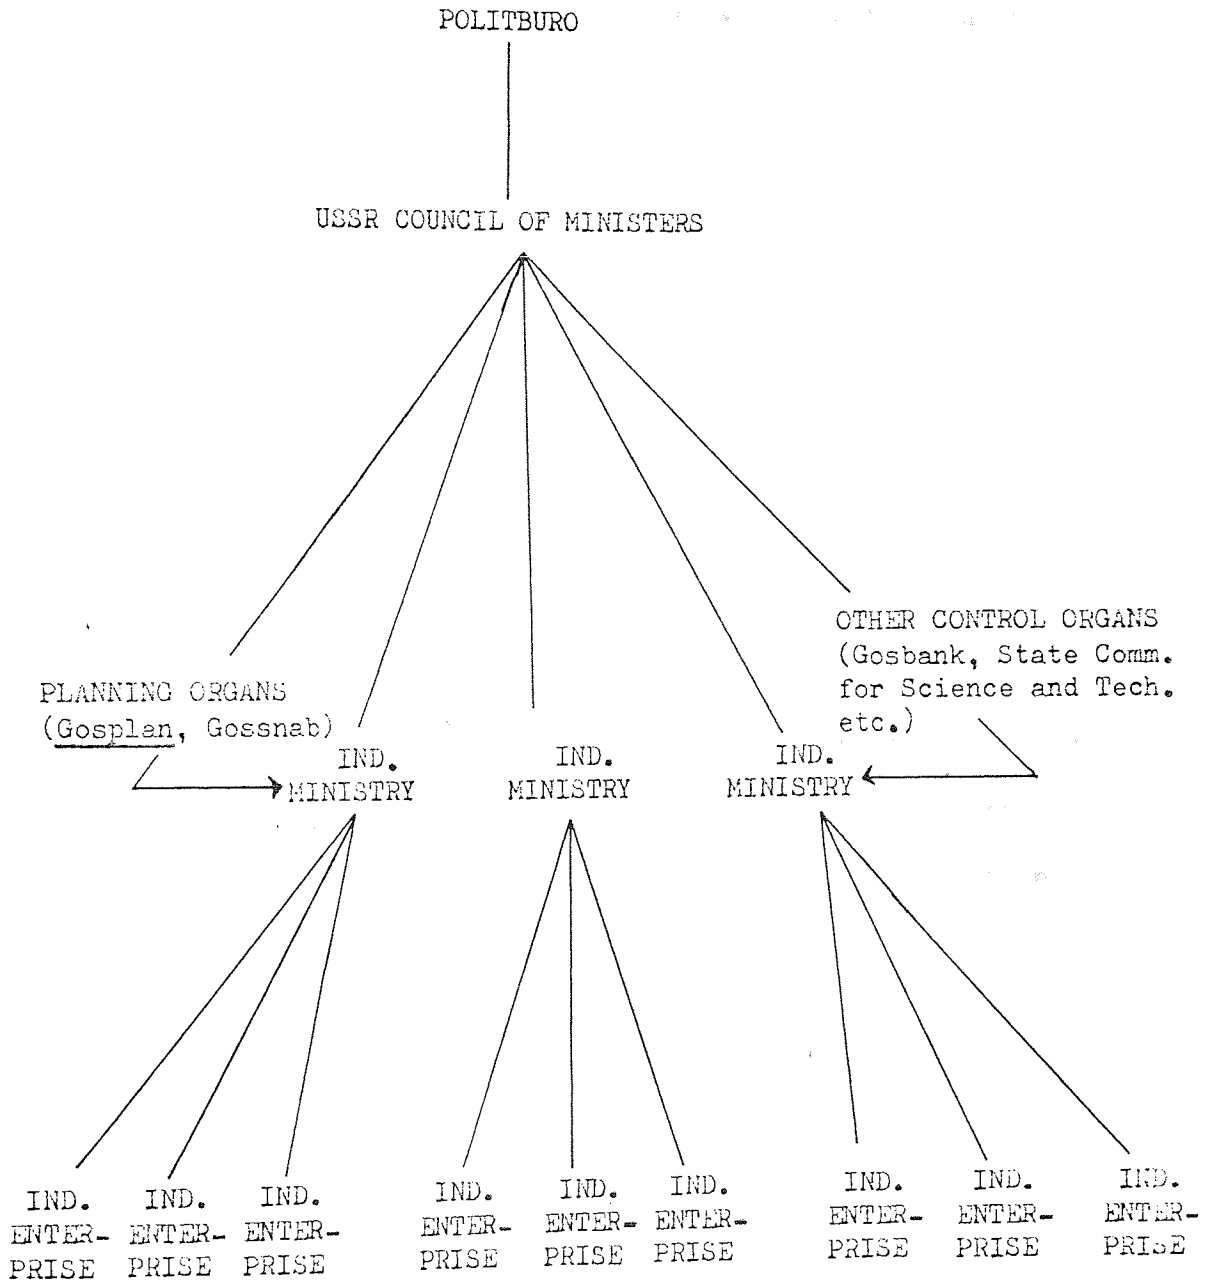 POLITBURO
USSR COUNCIL OF MINISTERS
OTHER CONTROL ORGANS
(Gosbank, State Comm.
for Science and Tech.
etc.)
PLANNING ORGANS
(Gosplan, Gossnab)
IND.
MINISTRY
IND.
MINISTRY
IND.
MINISTRY
IND.
ENTER-
PRISE
IND.
ENTER-
PRISE
IND.
ENTER-
PRISE
IND.
ENTER-
PRISE
IND.
ENTER-
PRISE
IND.
ENTER-
PRISE
IND.
ENTER-
PRISE
IND.
ENTER-
PRISE
IND.
ENTER-
PRISE